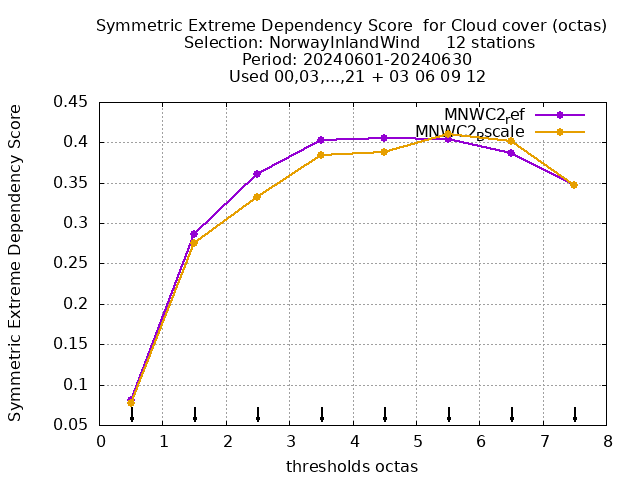 Symmetric Extreme Dependency Score  for Cloud cover (octas)
Selection: NorwayInlandWind     12 stations
Period: 20240601-20240630
Used 00,03,...,21 + 03 06 09 12
Symmetric Extreme Dependency Score
0.45
0.4
0.35
0.3
0.25
0.2
0.15
0.1
0.05
MNWC2ref
MNWC2pscale
0 1 2 3 4 5 6 7 8
thresholds octas